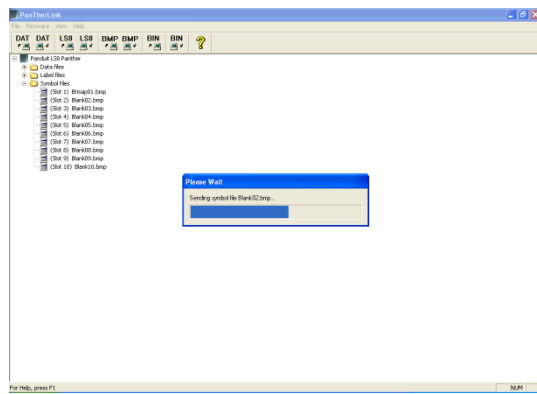 PanTherLink
File Firmware View Help
DAT DAT LS8 LS8 BMP BMP BIN BIN
Panduit LS8 Panther
Data files
Label files
Symbol files
(Slot 1) Btmap01.bmp
(Slot 2) Blank02.bmp
(Slot 3) Blank03.bmp
(Slot 4) Blank04.bmp
(Slot 5) Blank05.bmp
(Slot 6) Blank06.bmp
(Slot 7) Blank07.bmp
(Slot 8) Blank08.bmp
(Slot 9) Blank09.bmp
(Slot 10) Blank10.bmp
Please Wait
Sending symbol file Blank02.bmp...
For Help, press F1
NUM